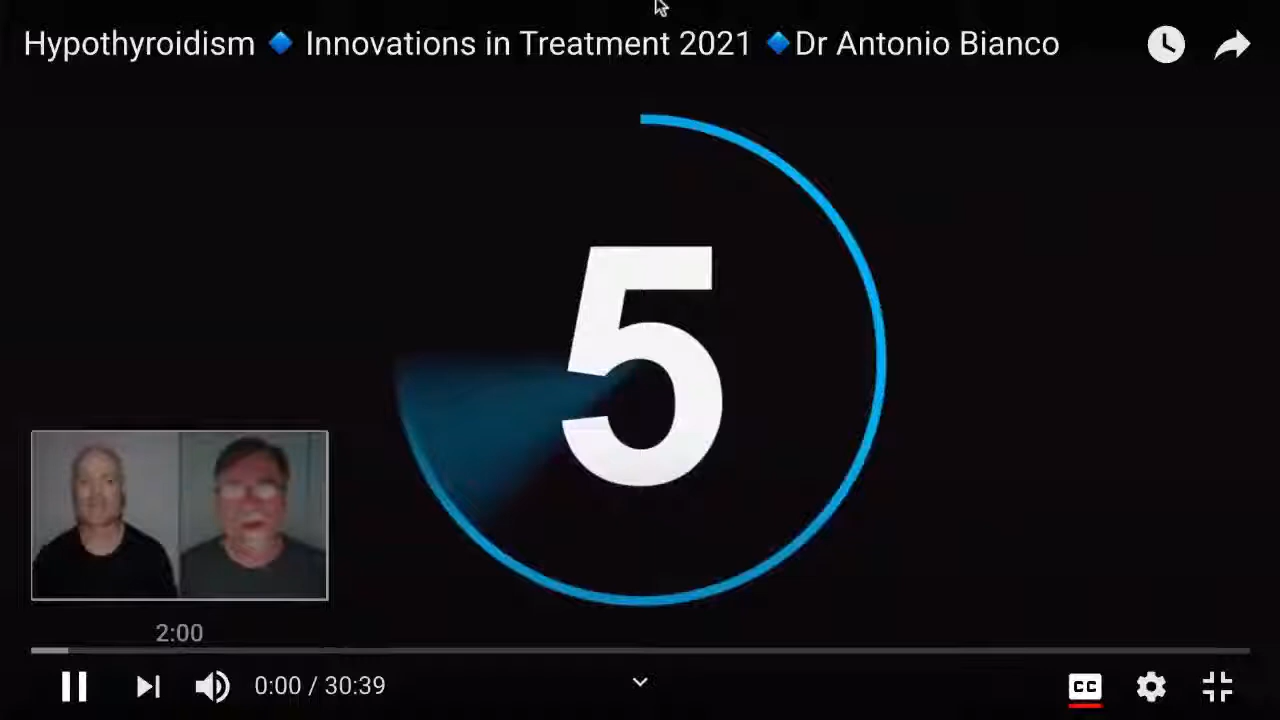 Hypothyroidism 🔹 Innovations in Treatment 2021 🔹Dr Antonio Bianco
5
2:00
0:00 / 30:39
CC